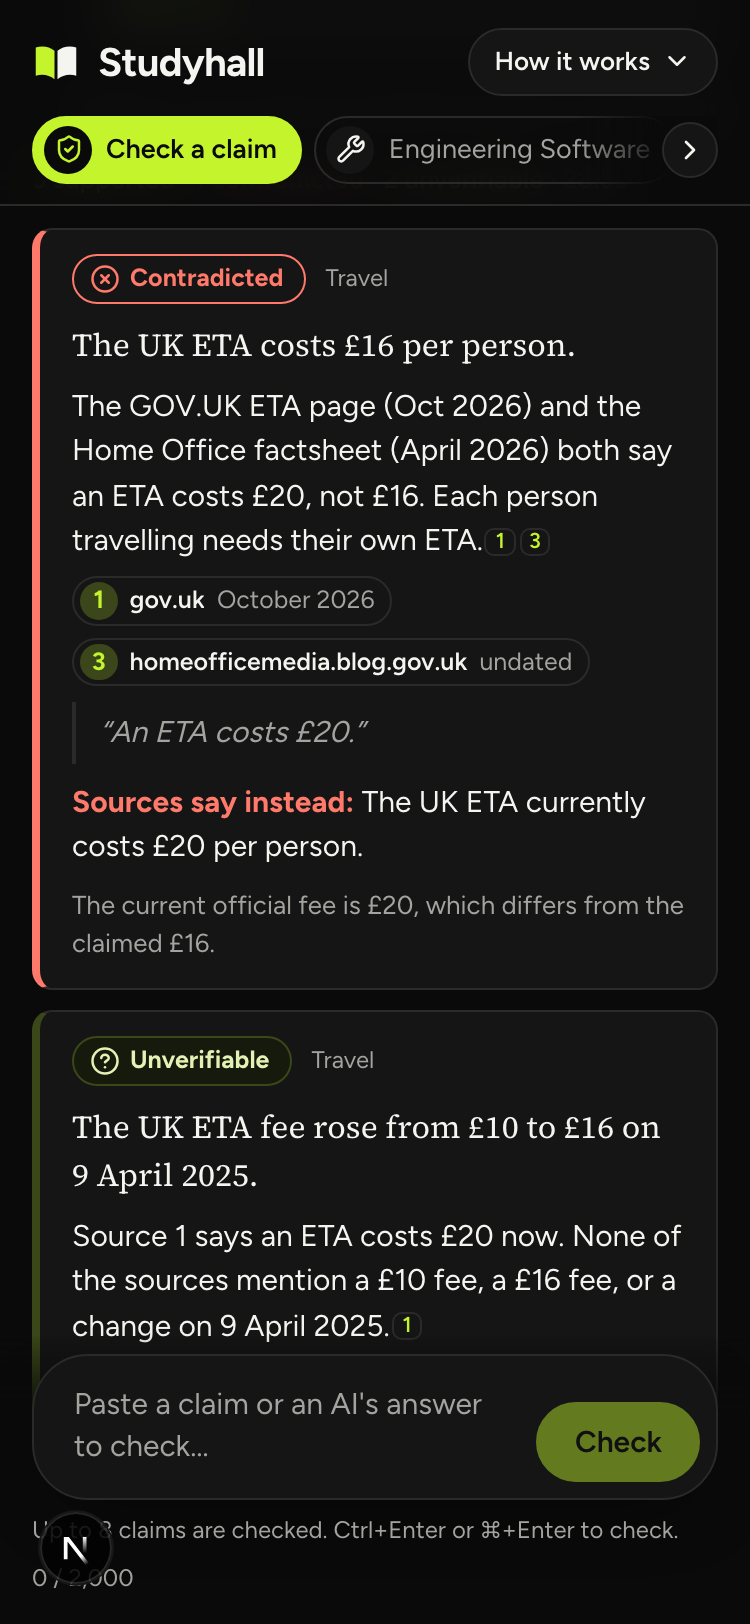 Studyhall
How it works
Check a claim
Engineering Software
Contradicted Travel
The UK ETA costs £16 per person.
The GOV.UK ETA page (Oct 2026) and the
Home Office factsheet (April 2026) both say
an ETA costs £20, not £16. Each person
travelling needs their own ETA. 1 3
1 gov.uk October 2026
3 homeofficemedia.blog.gov.uk undated
“An ETA costs £20.”
Sources say instead: The UK ETA currently
costs £20 per person.
The current official fee is £20, which differs from the
claimed £16.
Unverifiable Travel
The UK ETA fee rose from £10 to £16 on
9 April 2025.
Source 1 says an ETA costs £20 now. None of
the sources mention a £10 fee, a £16 fee, or a
change on 9 April 2025. 1
Paste a claim or an AI's answer
to check...
Check
Up to 8 claims are checked. Ctrl+Enter or ⌘+Enter to check.
N
0 / 2,000